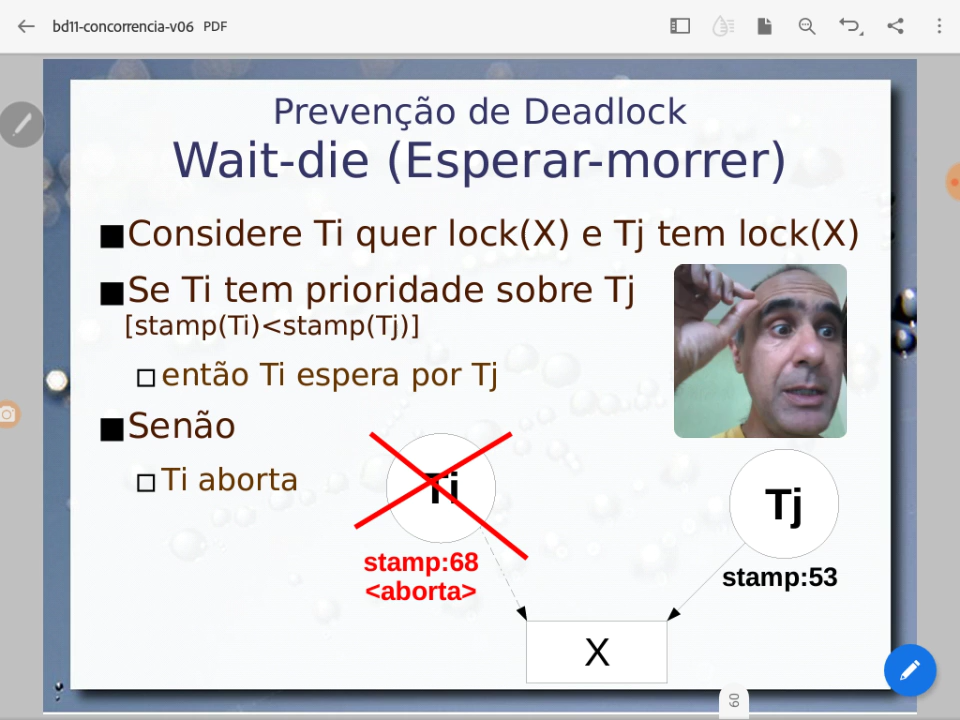 bd11-concorrencia-v06 PDF
Prevenção de Deadlock
Wait-die (Esperar-morrer)
Considere Ti quer lock(X) e Tj tem lock(X)
Se Ti tem prioridade sobre Tj
[stamp(Ti)<stamp(Tj)]
então Ti espera por Tj
Senão
Ti aborta
Ti
Tj
stamp:68
<aborta>
stamp:53
X
60